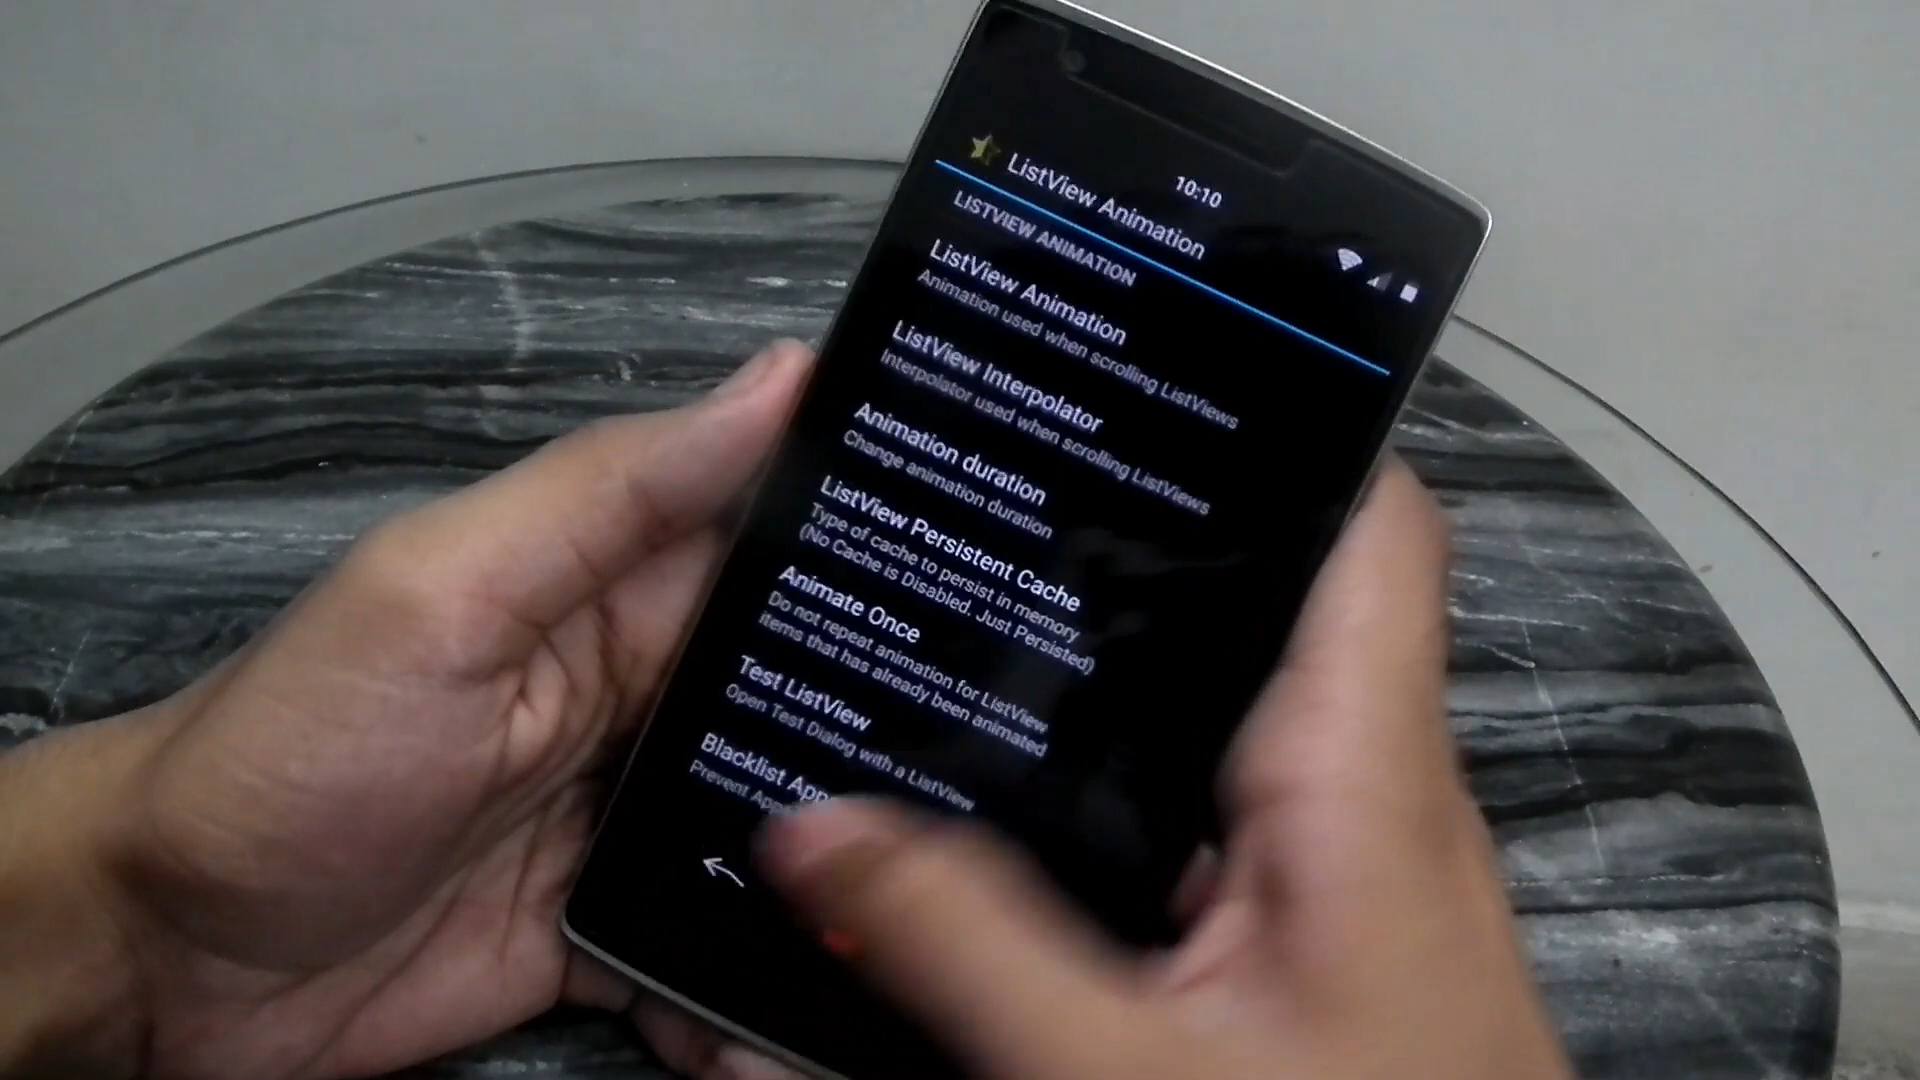 10:10
ListView Animation
LISTVIEW ANIMATION
ListView Animation
Animation used when scrolling ListViews
ListView Interpolator
Interpolator used when scrolling ListViews
Animation duration
Change animation duration
ListView Persistent Cache
Type of cache to persist in memory
(No Cache is Disabled. Just Persisted)
Animate Once
Do not repeat animation for ListView
items that has already been animated
Test ListView
Open Test Dialog with a ListView
Blacklist
Prevent